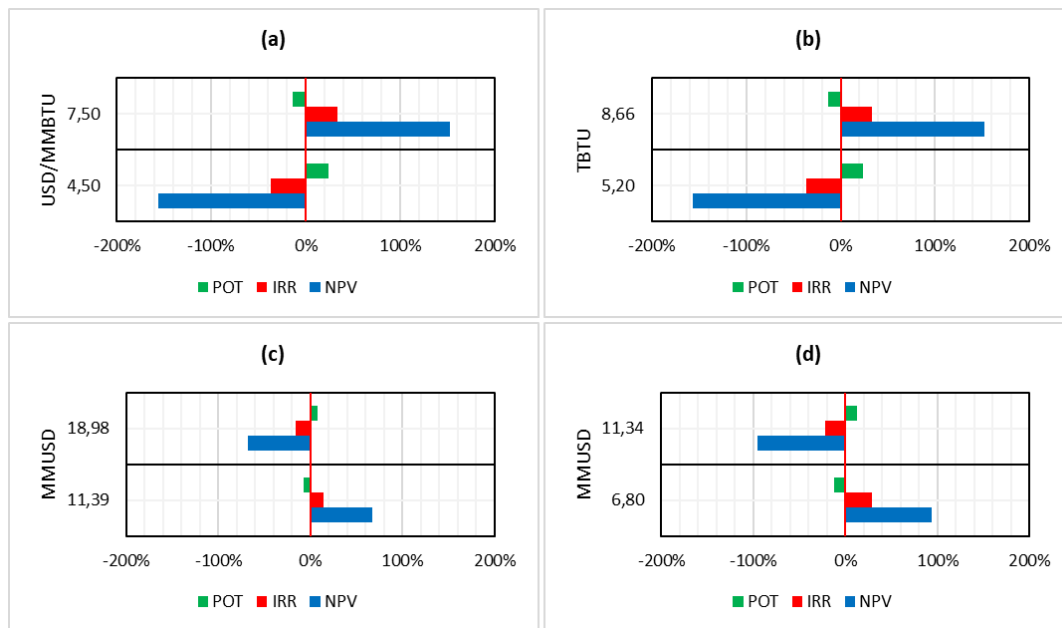 (a)
USD/MMBTU
7,50
4,50
-200% -100% 0% 100% 200%
POT IRR NPV
(b)
TBTU
8,66
5,20
-200% -100% 0% 100% 200%
POT IRR NPV
(c)
MMUSD
18,98
11,39
-200% -100% 0% 100% 200%
POT IRR NPV
(d)
MMUSD
11,34
6,80
-200% -100% 0% 100% 200%
POT IRR NPV